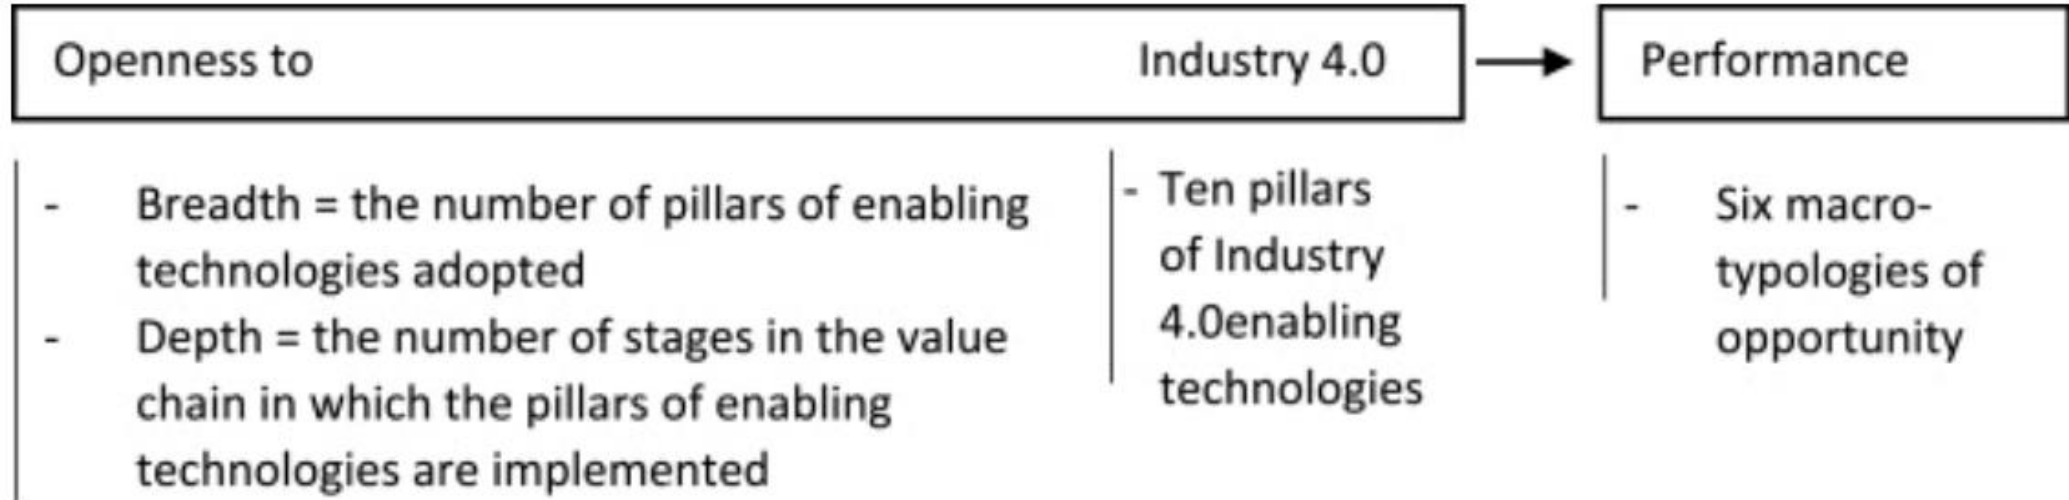 Openness to Industry 4.0
Performance
- Breadth = the number of pillars of enabling
technologies adopted
- Depth = the number of stages in the value
chain in which the pillars of enabling
technologies are implemented
- Ten pillars
of Industry
4.0enabling
technologies
- Six macro-
typologies of
opportunity